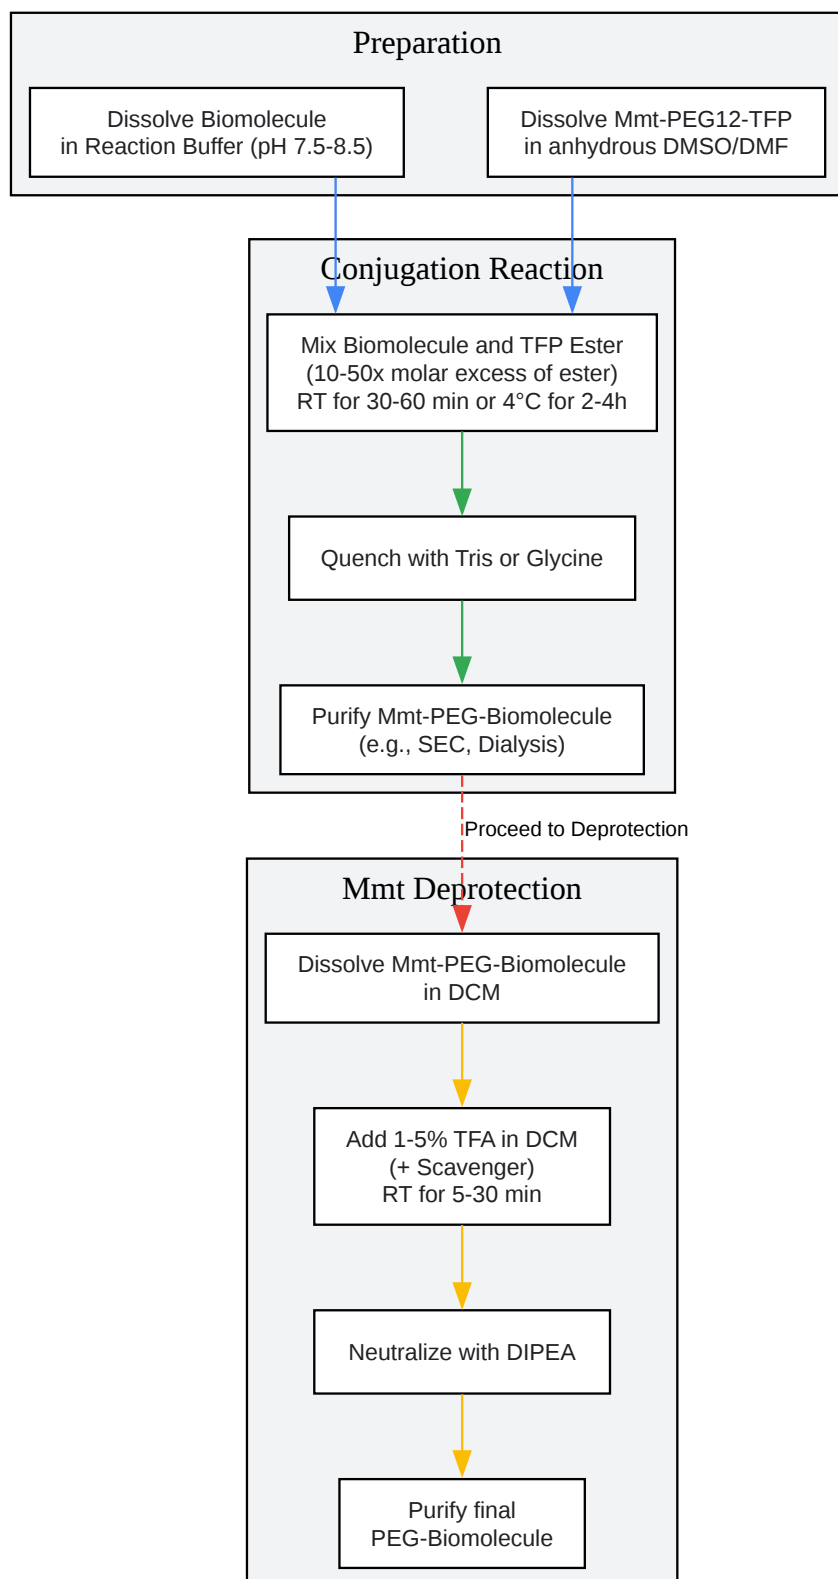 Preparation
Dissolve Biomolecule
in Reaction Buffer (pH 7.5-8.5)
Dissolve Mmt-PEG12-TFP
in anhydrous DMSO/DMF
Conjugation Reaction
Mix Biomolecule and TFP Ester
(10-50x molar excess of ester)
RT for 30-60 min or 4°C for 2-4h
Quench with Tris or Glycine
Purify Mmt-PEG-Biomolecule
(e.g., SEC, Dialysis)
Proceed to Deprotection
Mmt Deprotection
Dissolve Mmt-PEG-Biomolecule
in DCM
Add 1-5% TFA in DCM
(+ Scavenger)
RT for 5-30 min
Neutralize with DIPEA
Purify final
PEG-Biomolecule